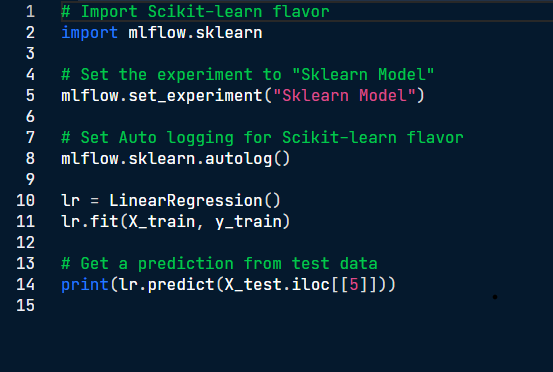 1 # Import Scikit-learn flavor
2 import mlflow.sklearn
3
4 # Set the experiment to "Sklearn Model"
5 mlflow.set_experiment("Sklearn Model")
6
7 # Set Auto logging for Scikit-learn flavor
8 mlflow.sklearn.autolog()
9
10 lr = LinearRegression()
11 lr.fit(X_train, y_train)
12
13 # Get a prediction from test data
14 print(lr.predict(X_test.iloc[[5]]))
15